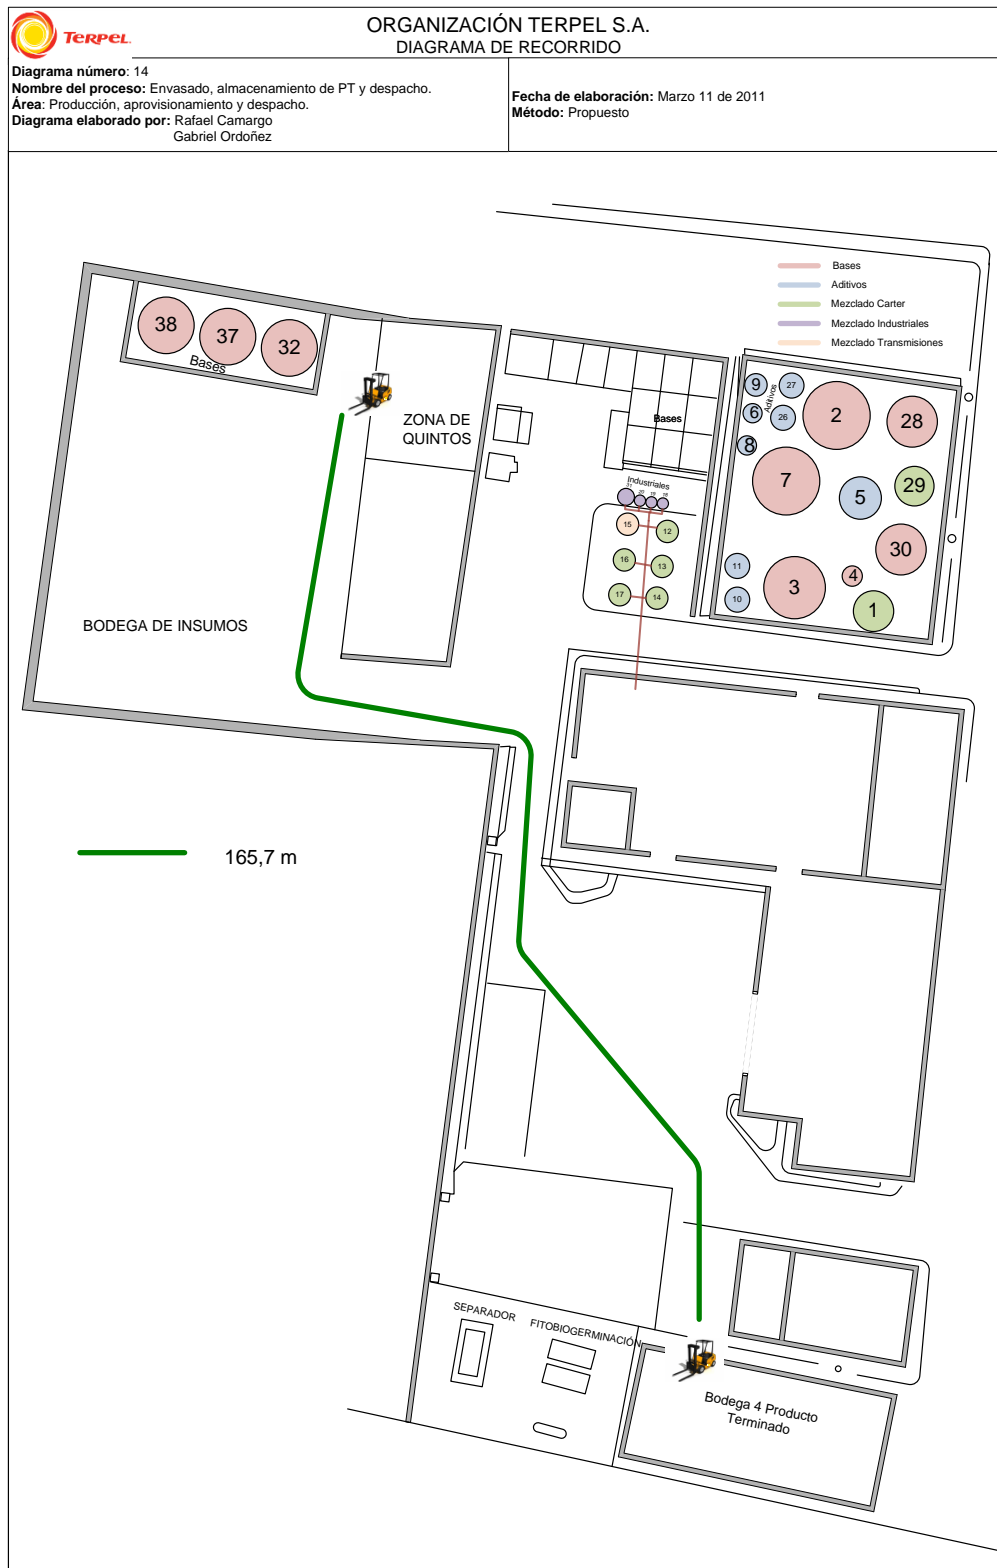 TERPEL
ORGANIZACIÓN TERPEL S.A.
DIAGRAMA DE RECORRIDO
Diagrama número: 14
Nombre del proceso: Envasado, almacenamiento de PT y despacho.
Área: Producción, aprovisionamiento y despacho.
Diagrama elaborado por: Rafael Camargo
Gabriel Ordoñez
Fecha de elaboración: Marzo 11 de 2011
Método: Propuesto
Bases
Aditivos
Mezclado Carter
Mezclado Industriales
Mezclado Transmisiones
38
37
32
Bases
ZONA DE
QUINTOS
Bases
Industriales
31
20
19
18
15
12
16
13
17
14
9
27
Aditivos
6
26
8
2
28
7
5
29
30
11
10
3
4
1
BODEGA DE INSUMOS
165,7 m
SEPARADOR
FITOBIOGERMINACIÓN
Bodega 4 Producto
Terminado